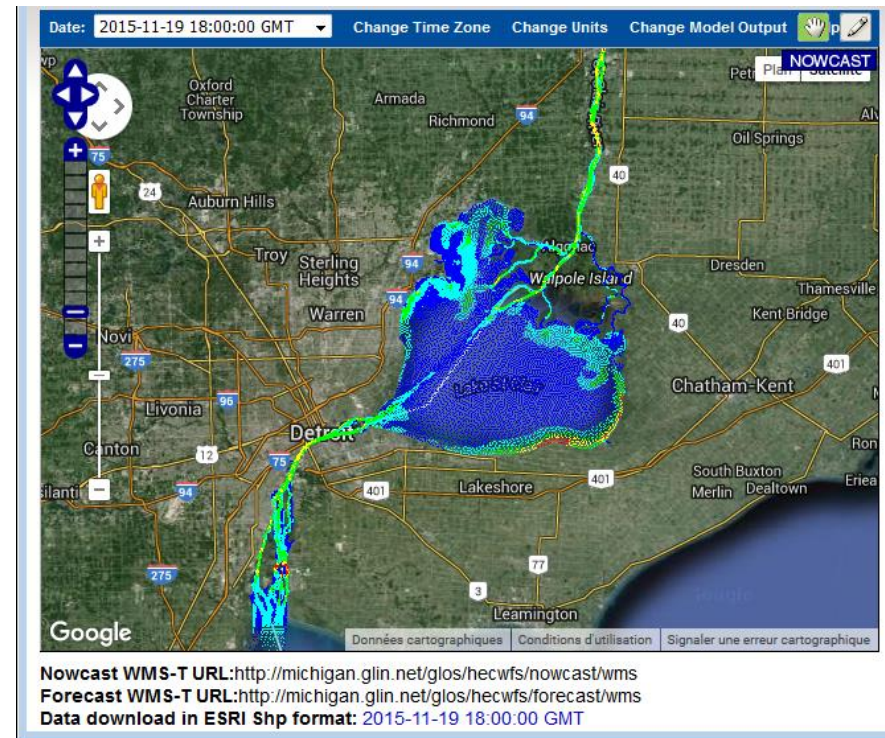 Date: 2015-11-19 18:00:00 GMT Change Time Zone Change Units Change Model Output
NOWCAST
Plan
Oxford
Charter
Township
Armada
Richmond
94
Oil Springs
75
40
24
Auburn Hills
Algonac
Troy
Sterling
Heights
94
Walpole Island
Dresden
Thamesville
94
Warren
Kent Bridge
40
Novi
275
401
Chatham-Kent
Livonia
96
Detroit
Canton
12
75
South Buxton
Merlin Dealtown
94
401
Lakeshore
401
275
77
3
Leamington
Google
Données cartographiques Conditions d'utilisation Signaler une erreur cartographique
Nowcast WMS-T URL:http://michigan.glin.net/glos/hecwfs/nowcast/wms
Forecast WMS-T URL:http://michigan.glin.net/glos/hecwfs/forecast/wms
Data download in ESRI Shp format: 2015-11-19 18:00:00 GMT